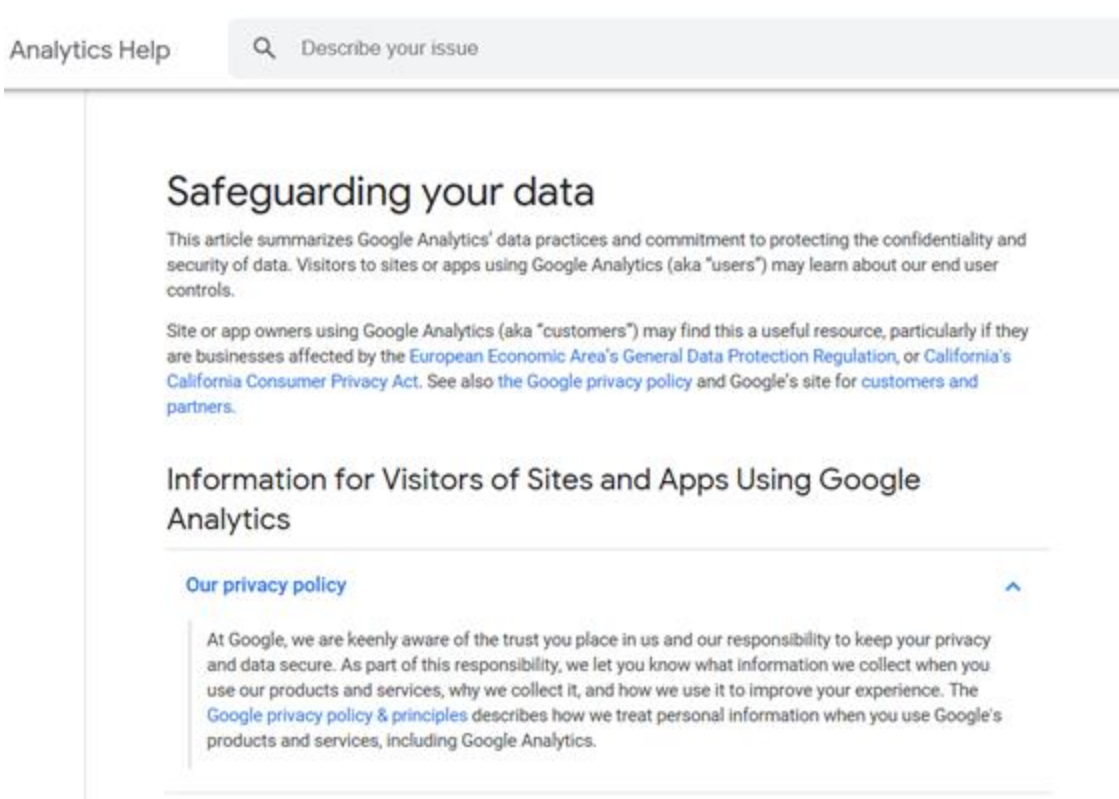 Analytics Help
Describe your issue
Safeguarding your data
This article summarizes Google Analytics' data practices and commitment to protecting the confidentiality and
security of data. Visitors to sites or apps using Google Analytics (aka "users") may learn about our end user
controls.
Site or app owners using Google Analytics (aka "customers") may find this a useful resource, particularly if they
are businesses affected by the European Economic Area's General Data Protection Regulation, or California's
California Consumer Privacy Act. See also the Google privacy policy and Google's site for customers and
partners.
Information for Visitors of Sites and Apps Using Google
Analytics
Our privacy policy
At Google, we are keenly aware of the trust you place in us and our responsibility to keep your privacy
and data secure. As part of this responsibility, we let you know what information we collect when you
use our products and services, why we collect it, and how we use it to improve your experience. The
Google privacy policy & principles describes how we treat personal information when you use Google's
products and services, including Google Analytics.